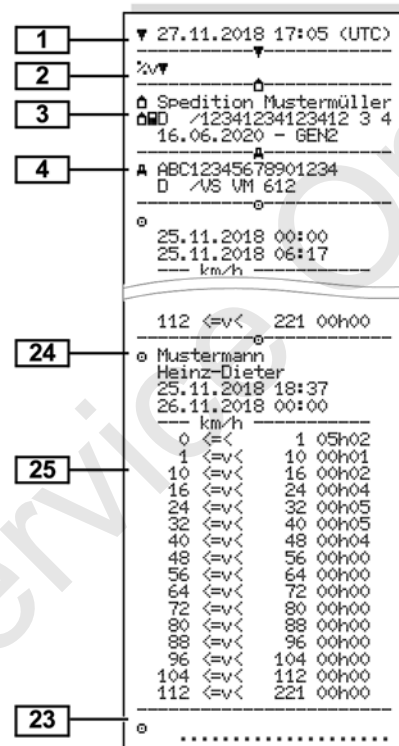 1 ▼ 27.11.2018 17:05 (UTC)
2 %v▼
Spedition Mustermüller
3 D /12341234123412 3 4
16.06.2020 - GEN2
4 A ABC12345678901234
D /VS VM 612
25.11.2018 00:00
25.11.2018 06:17
--- km/h ---
112 <=v< 221 00h00
24 Mustermann
Heinz-Dieter
25.11.2018 18:37
26.11.2018 00:00
--- km/h ---
0 <=< 1 05h02
1 <=v< 10 00h01
25 10 <=v< 16 00h02
16 <=v< 24 00h04
24 <=v< 32 00h05
32 <=v< 40 00h05
40 <=v< 48 00h04
48 <=v< 56 00h00
56 <=v< 64 00h00
64 <=v< 72 00h00
72 <=v< 80 00h00
80 <=v< 88 00h00
88 <=v< 96 00h00
96 <=v< 104 00h00
104 <=v< 112 00h00
112 <=v< 221 00h00
23 ....................